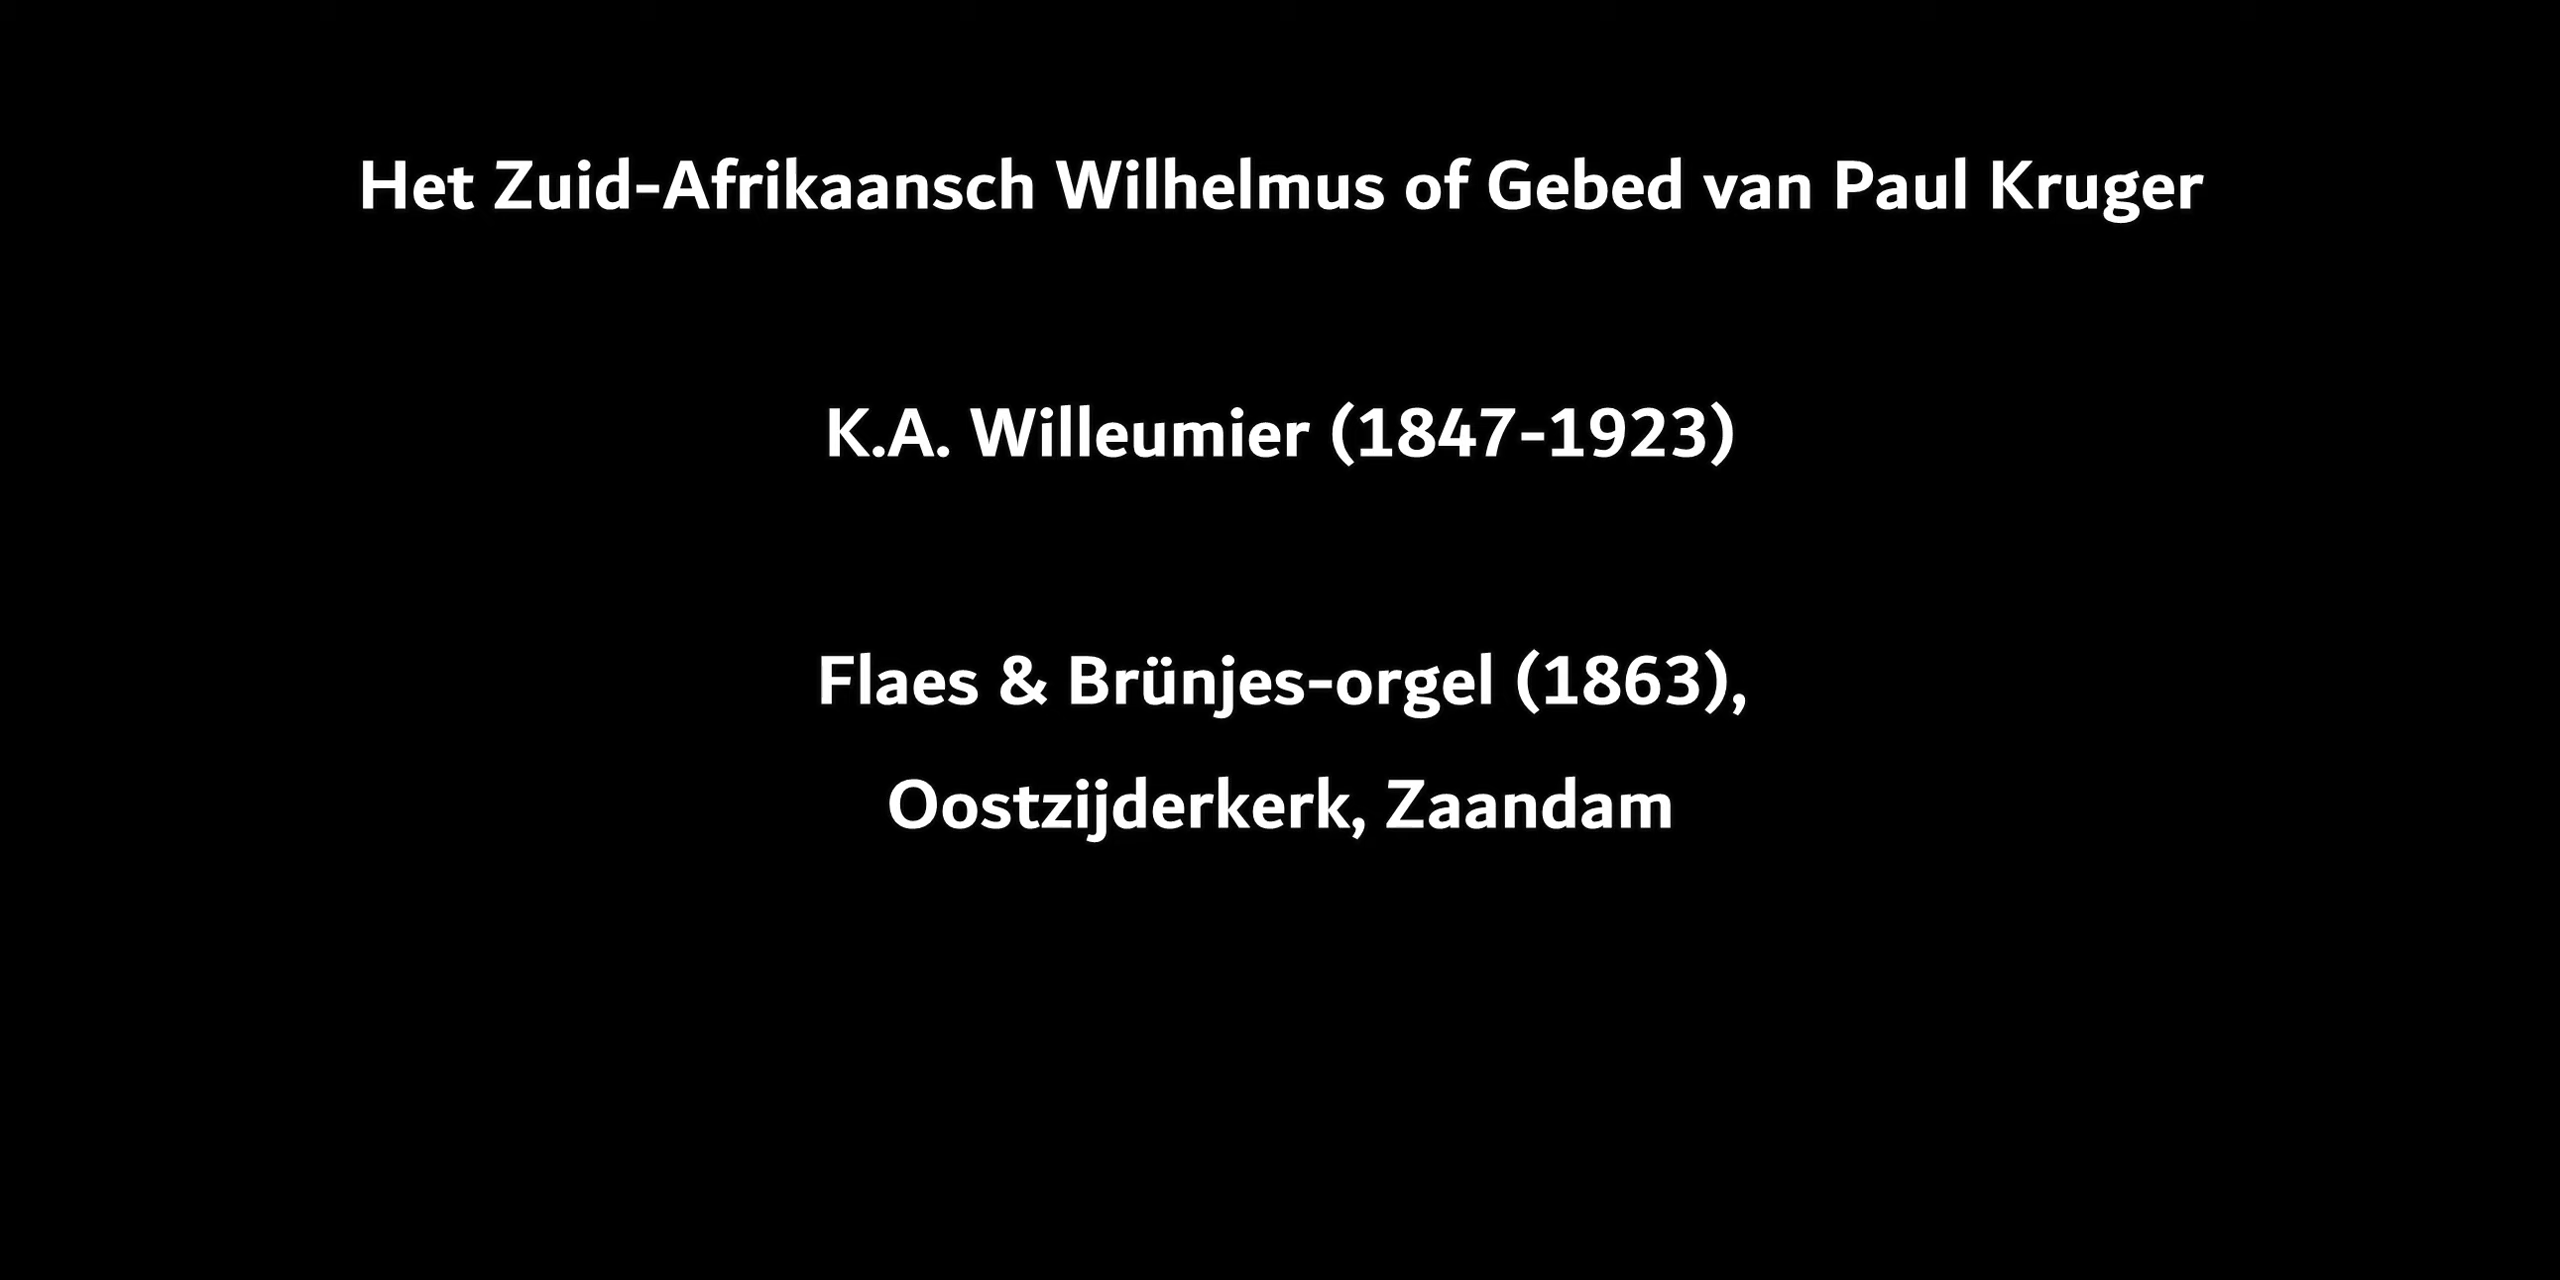 Het Zuid-Afrikaansch Wilhelmus of Gebed van Paul Kruger
K.A. Willeumier (1847-1923)
Flaes & Brünjes-orgel (1863),
Oostzijderkerk, Zaandam